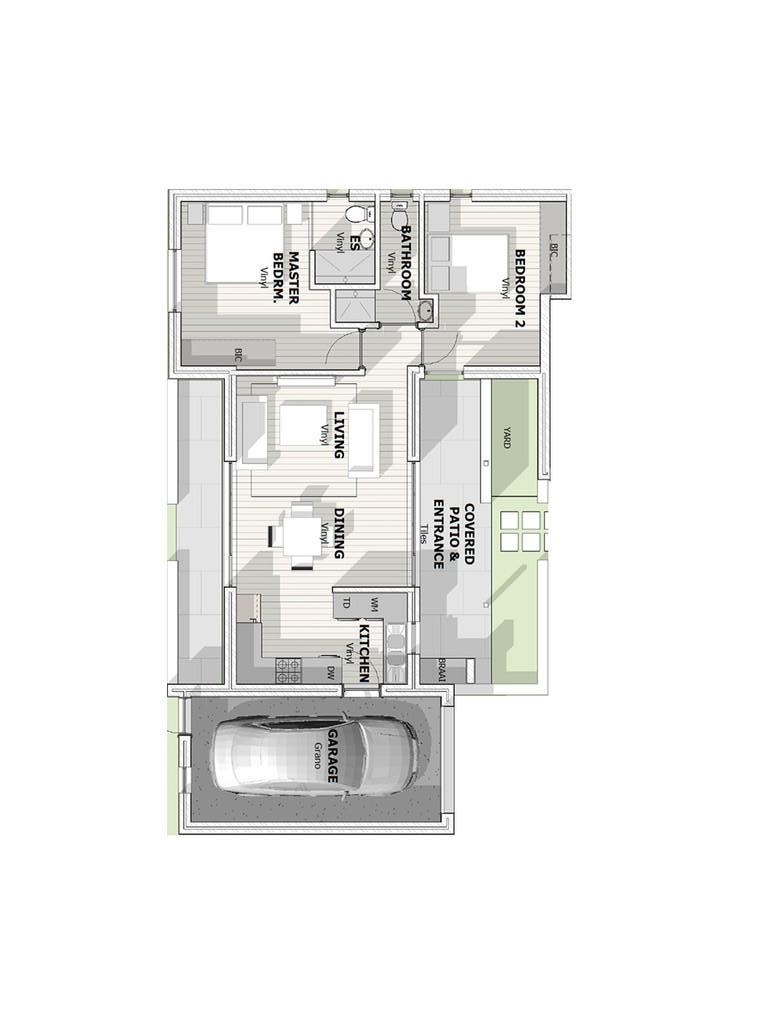 ES
Vinyl
BATHROOM
Vinyl
MASTER
BEDRM.
Vinyl
BEDROOM 2
Vinyl
BIC
BIC
LIVING
Vinyl
YARD
DINING
Vinyl
COVERED
PATIO &
ENTRANCE
Tiles
TD
WM
KITCHEN
Vinyl
DW
BRAAI
GARAGE
Grano